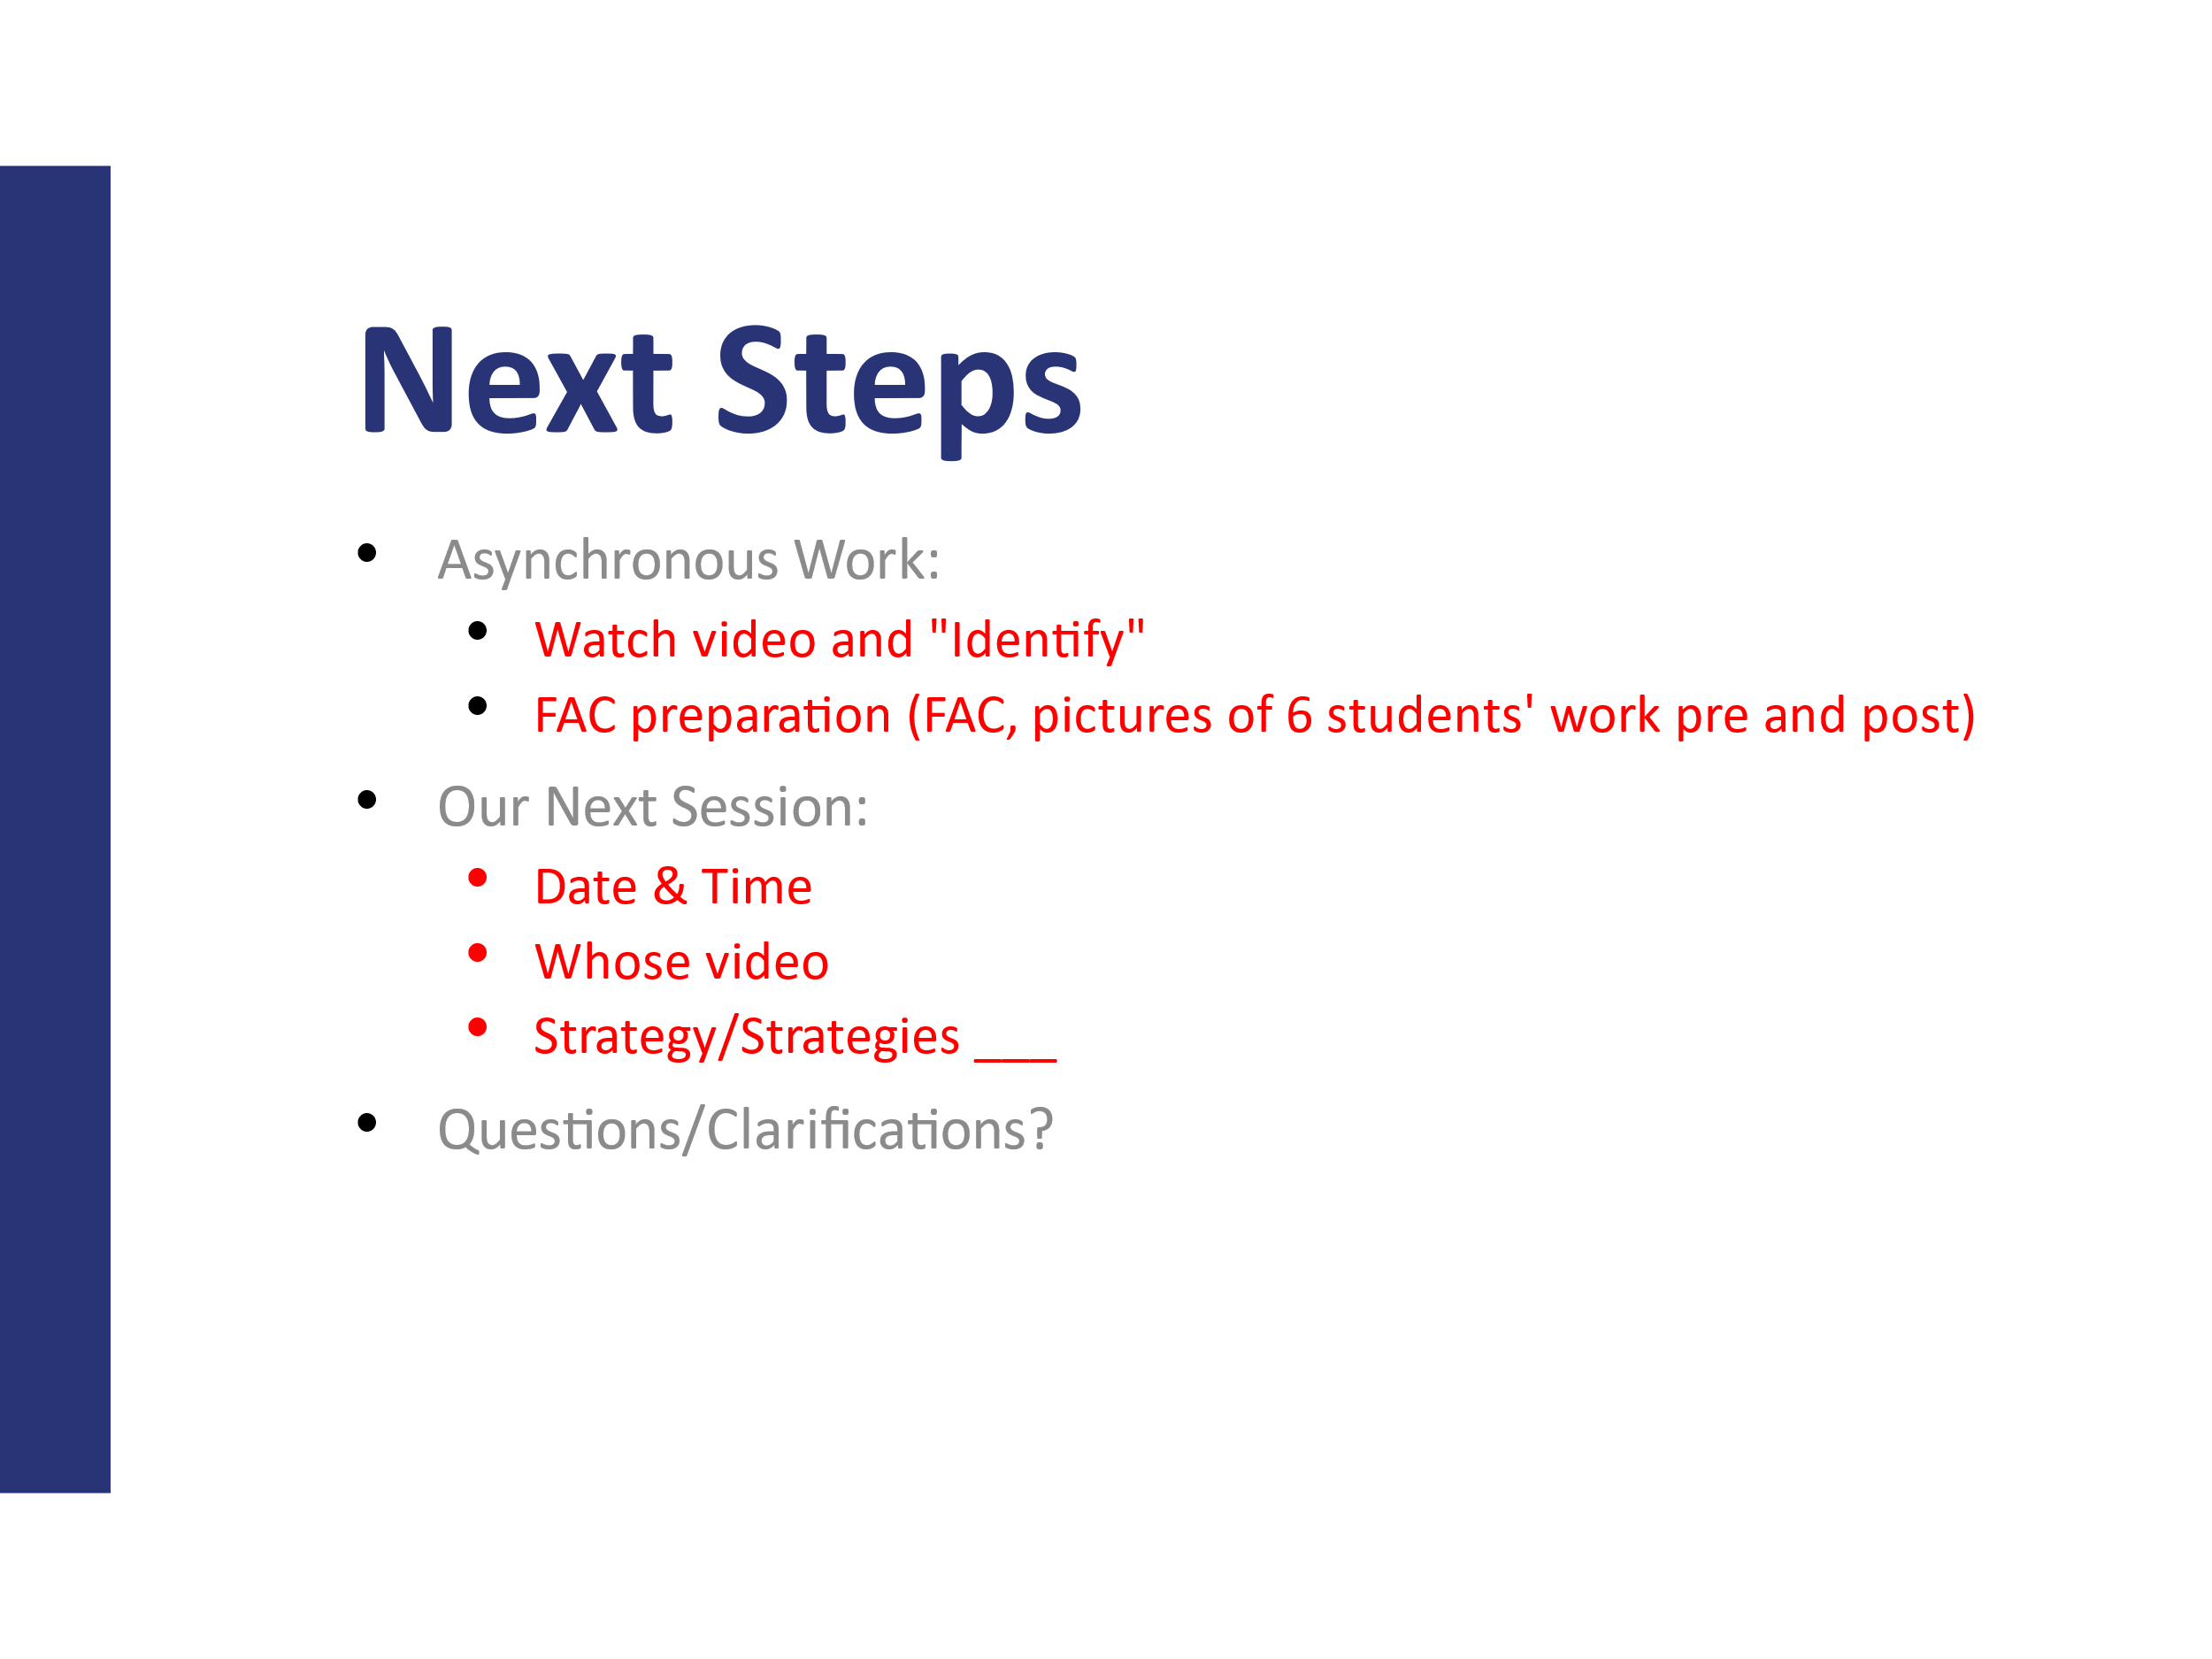 Next Steps
• Asynchronous Work:
• Watch video and "Identify"
• FAC preparation (FAC, pictures of 6 students' work pre and post)
• Our Next Session:
• Date & Time
• Whose video
• Strategy/Strategies ___
• Questions/Clarifications?